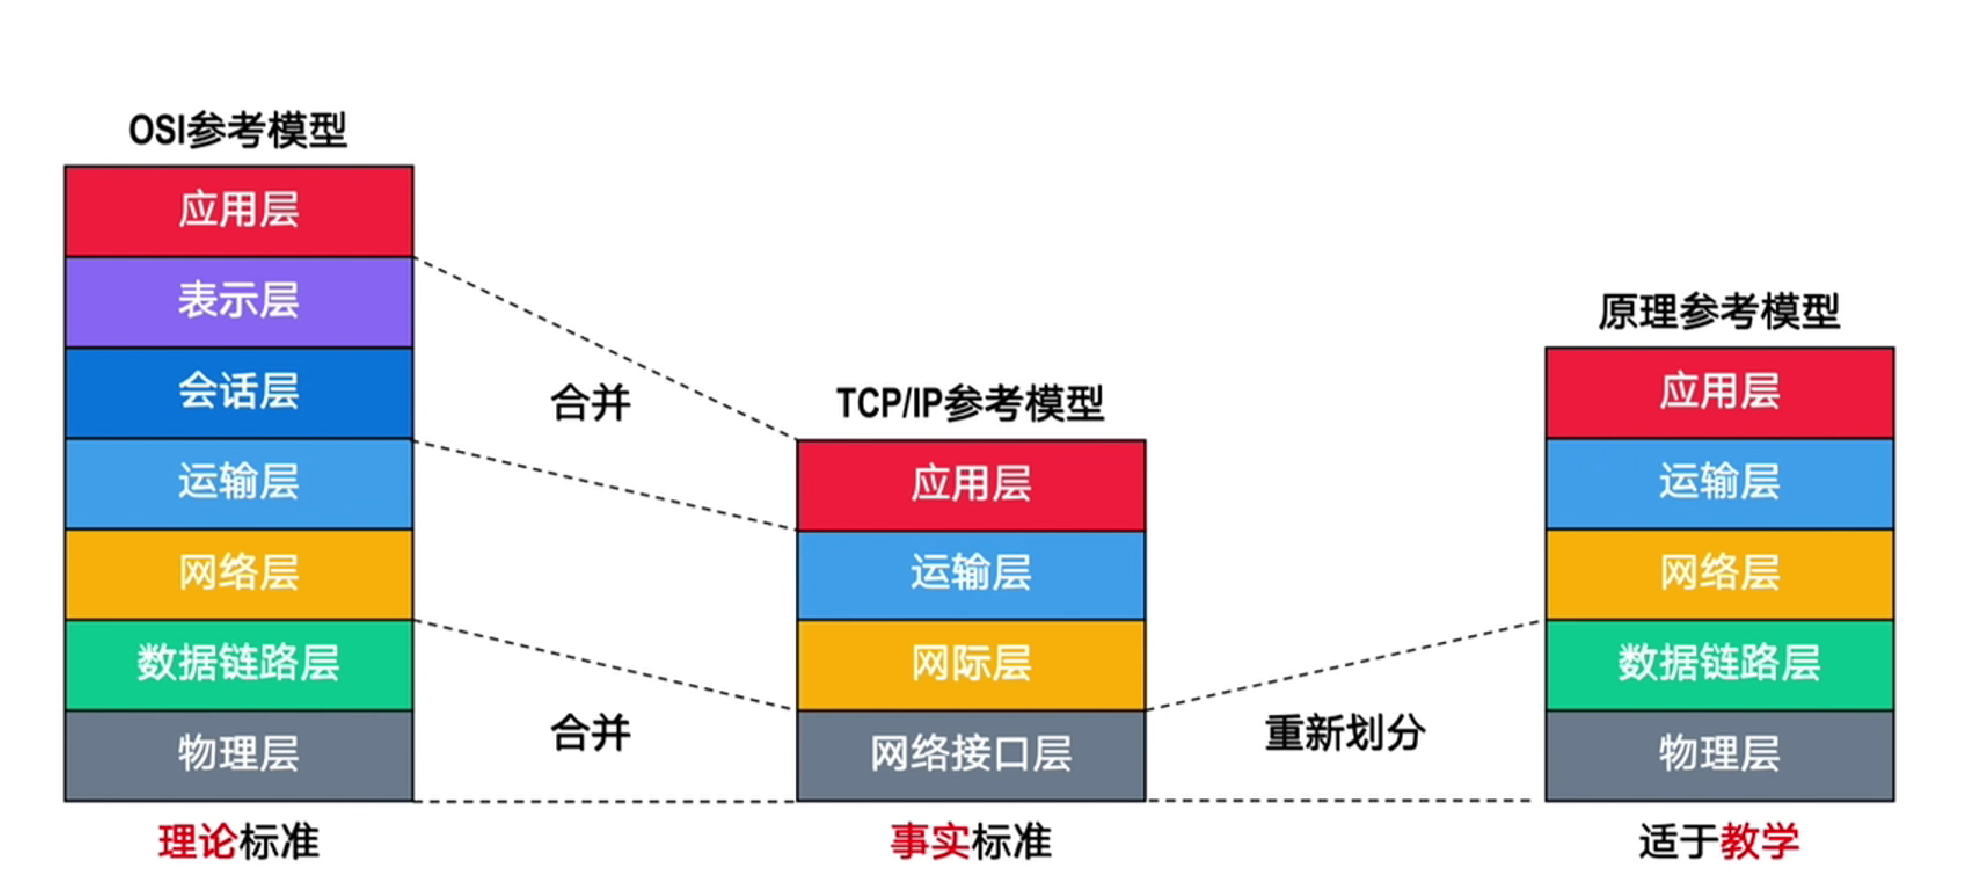 OSI参考模型
应用层
表示层
会话层
运输层
网络层
数据链路层
物理层
理论标准
合并
合并
TCP/IP参考模型
应用层
运输层
网际层
网络接口层
事实标准
重新划分
原理参考模型
应用层
运输层
网络层
数据链路层
物理层
适于教学